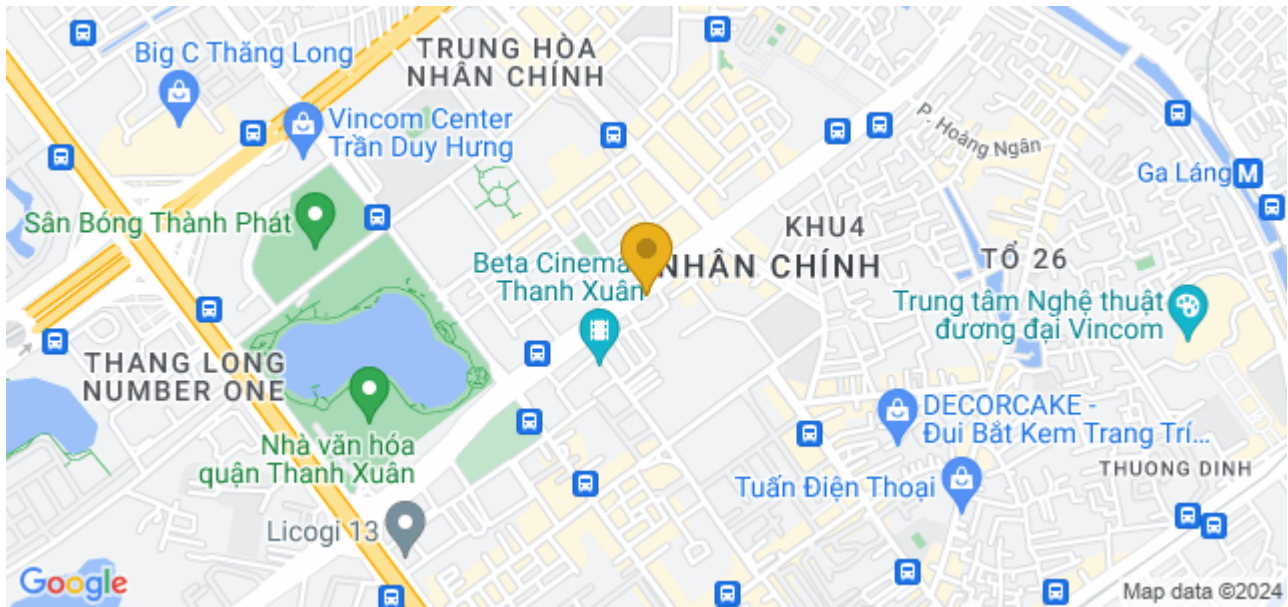 TRUNG HÒA
NHÂN CHÍNH
Big C Thăng Long
Vincom Center
Trần Duy Hưng
P. Hoàng Ngân
Ga Láng
M
Sân Bóng Thành Phát
KHU4
NHÂN CHÍNH
TỔ 26
Beta Cinema
Thanh Xuân
Trung tâm Nghệ thuật
đương đại Vincom
THANG LONG
NUMBER ONE
DECORCAKE -
Đui Bắt Kem Trang Trí...
Nhà văn hóa
quận Thanh Xuân
THUONG DINH
Tuấn Điện Thoại
Licogi 13
Google
Map data ©2024